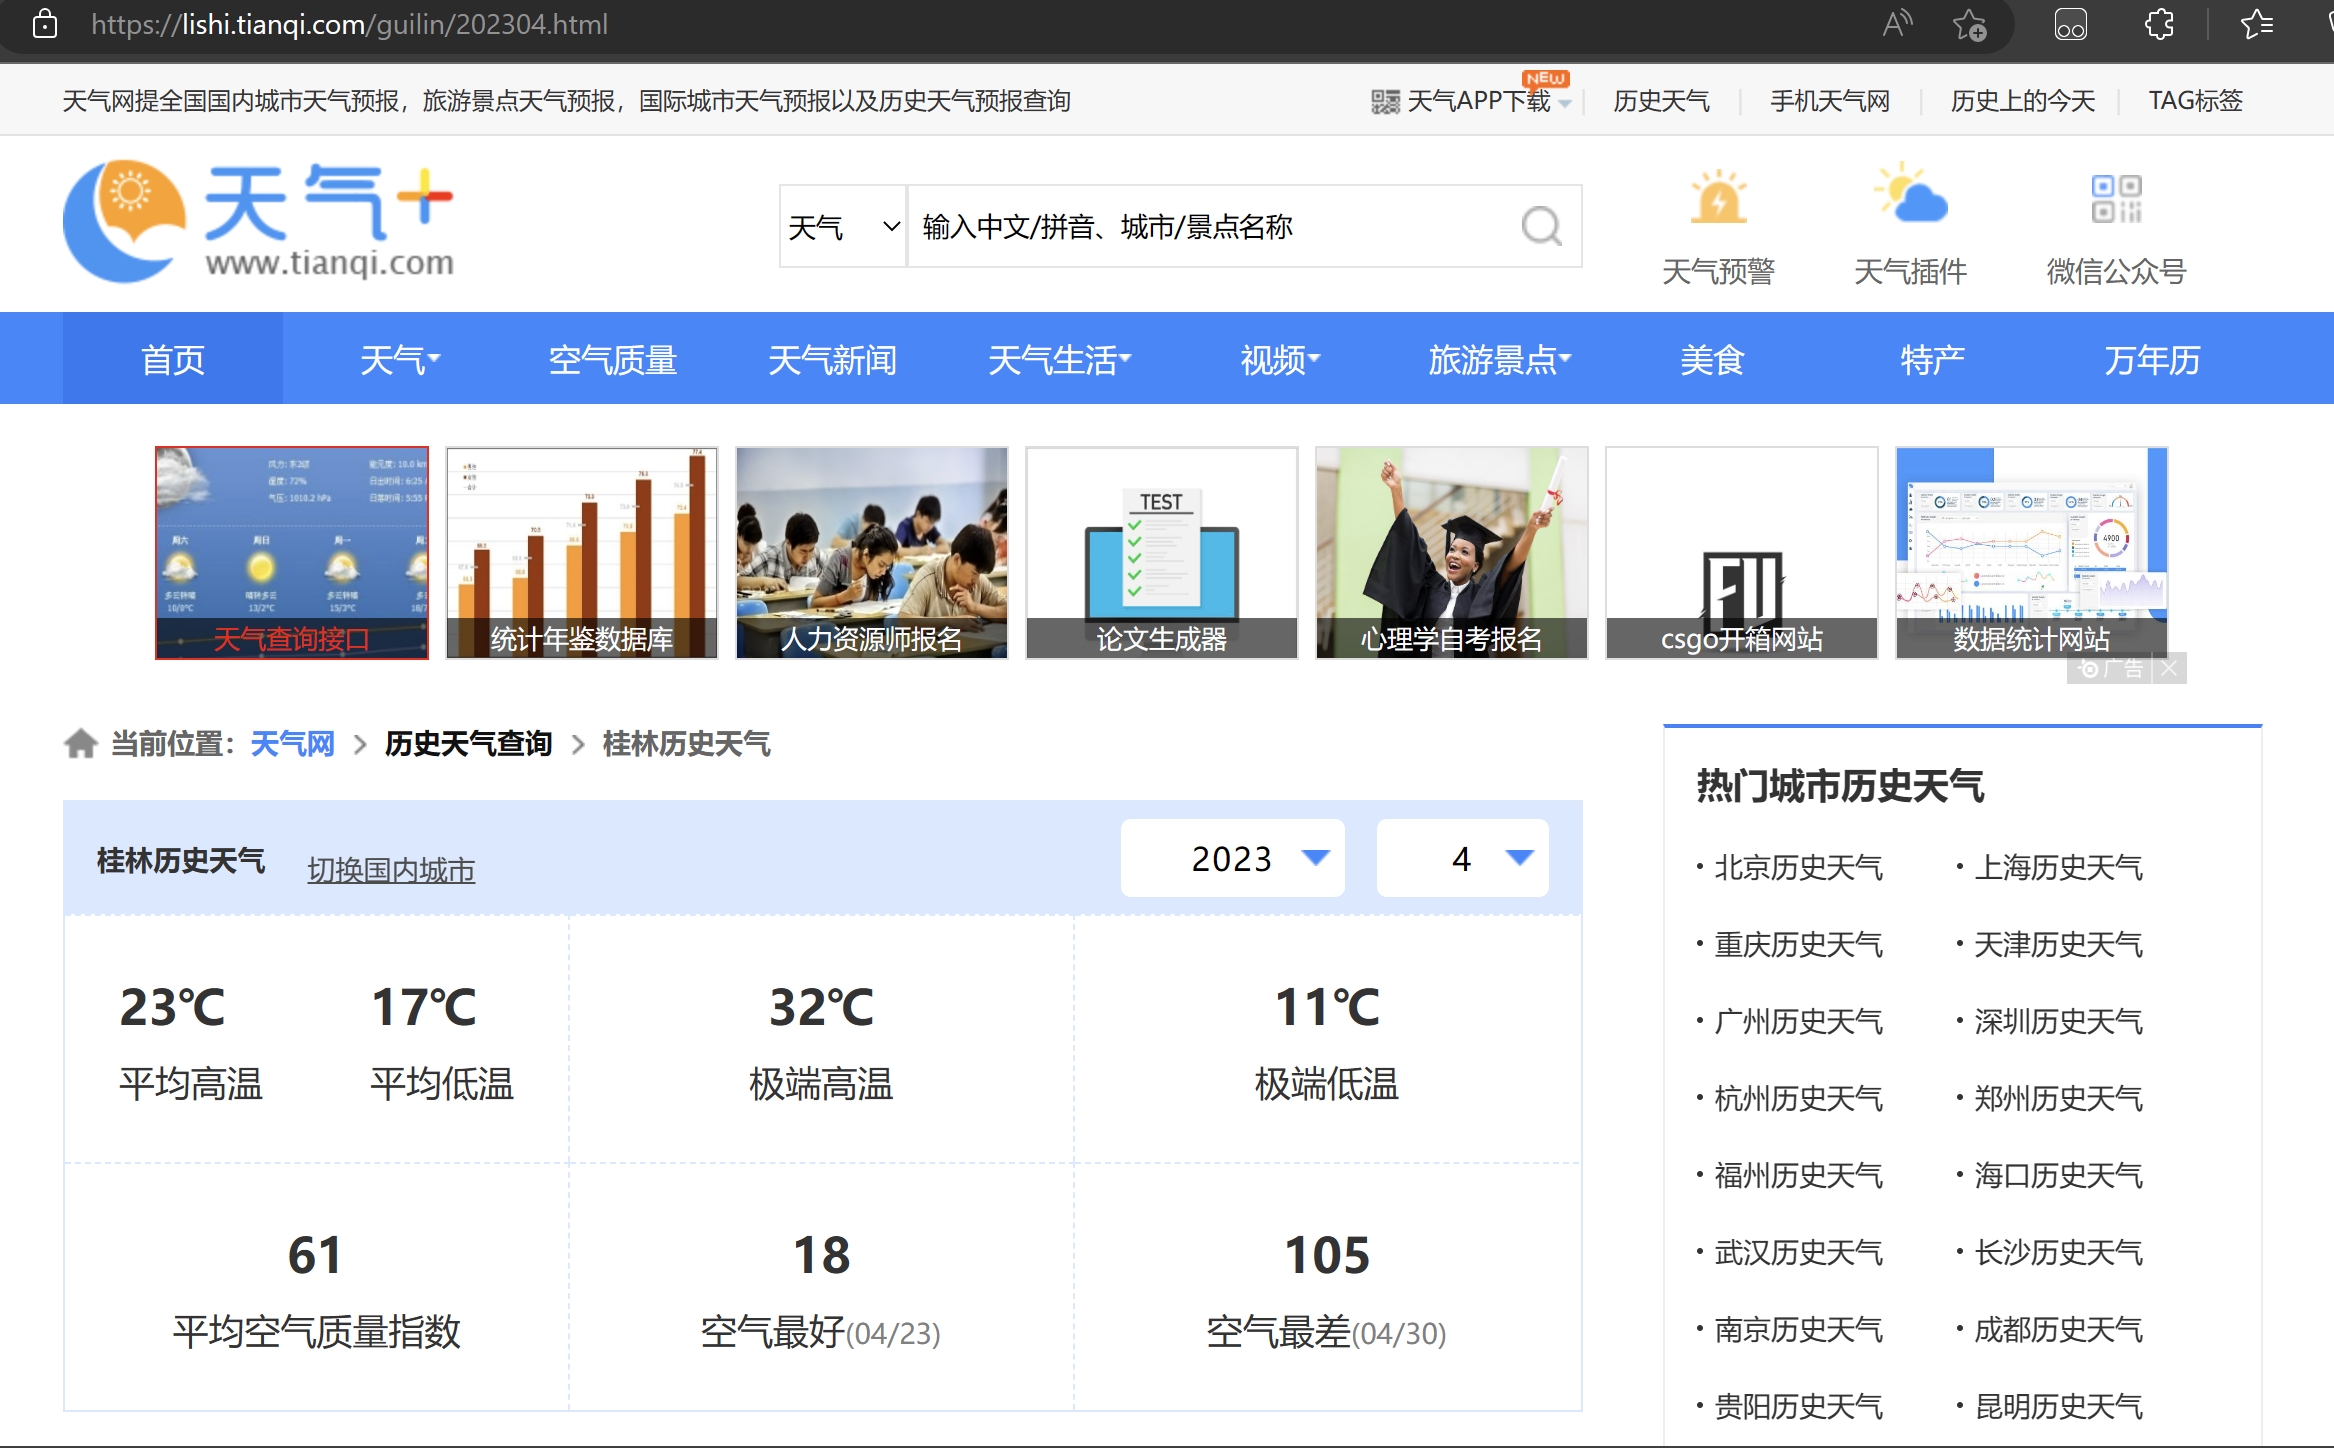 https://lishi.tianqi.com/guilin/202304.html
天气网提全国国内城市天气预报，旅游景点天气预报，国际城市天气预报以及历史天气预报查询
天气APP下载 NEW 历史天气 手机天气网 历史上的今天 TAG标签
天气
www.tianqi.com
天气 输入中文/拼音、城市/景点名称
天气预警 天气插件 微信公众号
首页 天气 空气质量 天气新闻 天气生活 视频 旅游景点 美食 特产 万年历
周六 周日 周一
TEST
4900
天气查询接口 统计年鉴数据库 人力资源师报名 论文生成器 心理学自考报名 csgo开箱网站 数据统计网站
广告
当前位置：天气网 > 历史天气查询 > 桂林历史天气
桂林历史天气 切换国内城市 2023 4
23℃ 17℃ 32℃ 11℃
平均高温 平均低温 极端高温 极端低温
61 18 105
平均空气质量指数 空气最好(04/23) 空气最差(04/30)
热门城市历史天气
· 北京历史天气 · 上海历史天气
· 重庆历史天气 · 天津历史天气
· 广州历史天气 · 深圳历史天气
· 杭州历史天气 · 郑州历史天气
· 福州历史天气 · 海口历史天气
· 武汉历史天气 · 长沙历史天气
· 南京历史天气 · 成都历史天气
· 贵阳历史天气 · 昆明历史天气